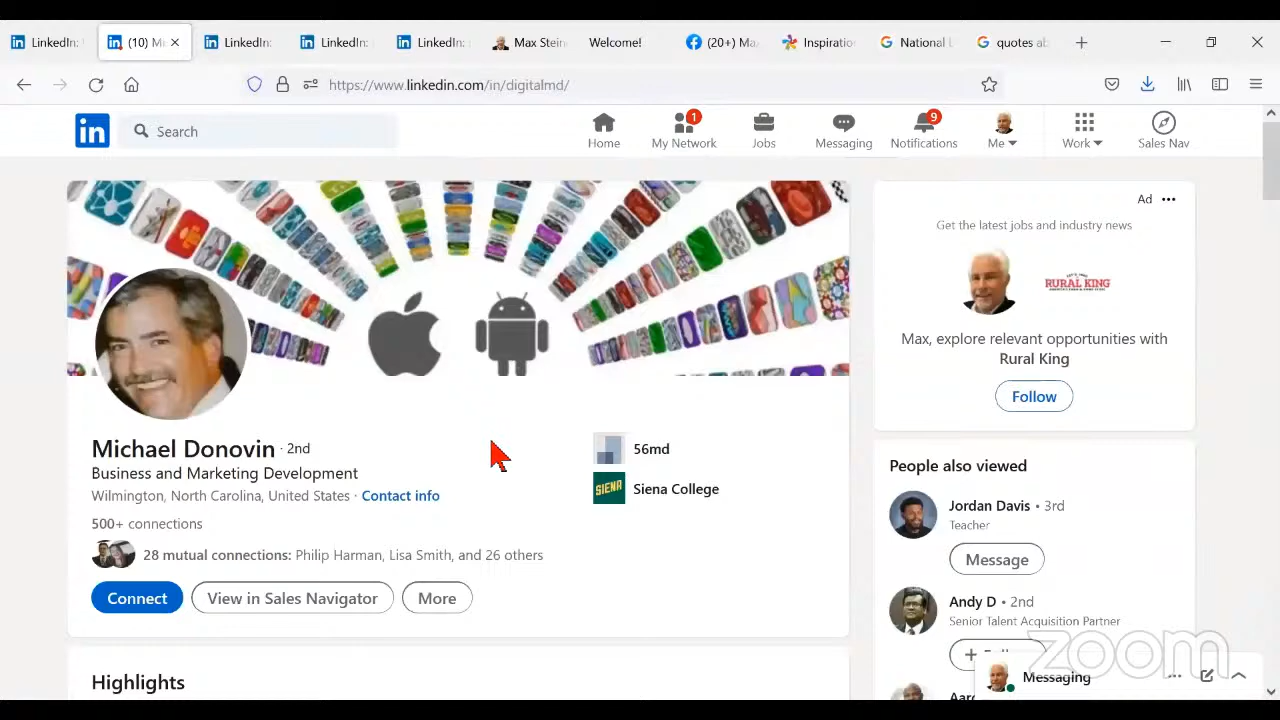 LinkedIn:
(10) Mi
LinkedIn:
LinkedIn:
LinkedIn:
Max Stein
Welcome!
(20+) Ma
Inspiratio
National
quotes ab
https://www.linkedin.com/in/digitalmd/
in
Search
Home
1
My Network
Jobs
Messaging
9
Notifications
Me
Work
Sales Nav
Michael Donovin · 2nd
Business and Marketing Development
Wilmington, North Carolina, United States · Contact info
500+ connections
28 mutual connections: Philip Harman, Lisa Smith, and 26 others
Connect
View in Sales Navigator
More
56md
SIENA
Siena College
Highlights
Ad
Get the latest jobs and industry news
RURAL KING
Max, explore relevant opportunities with
Rural King
Follow
People also viewed
Jordan Davis • 3rd
Teacher
Message
Andy D • 2nd
Senior Talent Acquisition Partner
zoom
Messaging